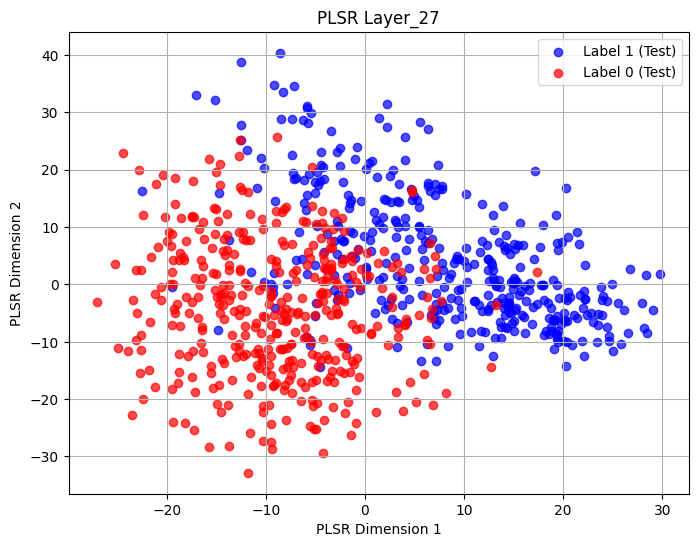 PLSR Layer_27
Label 1 (Test)
Label 0 (Test)
PLSR Dimension 2
40
30
20
10
0
−10
−20
−30
−20
−10
0
10
20
30
PLSR Dimension 1